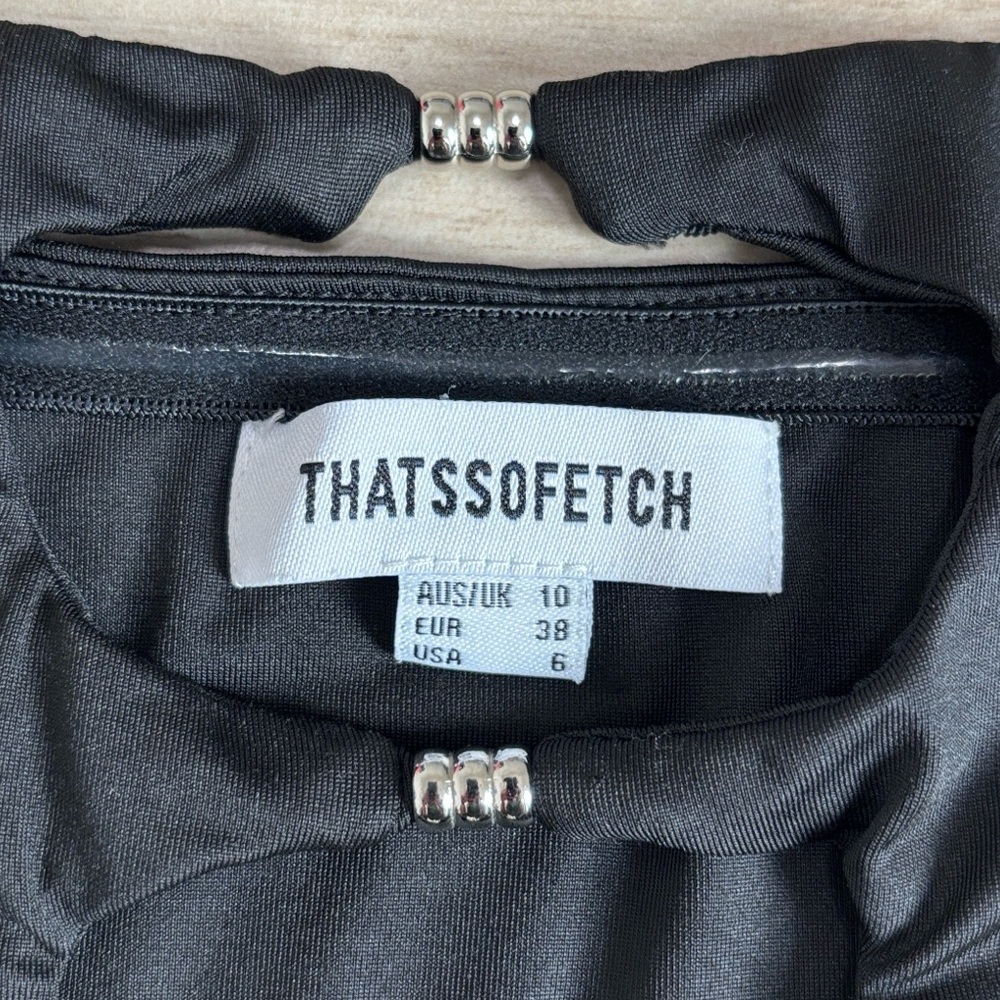 THATSSOFETCH
AUS/UK 10
EUR 38
USA 6